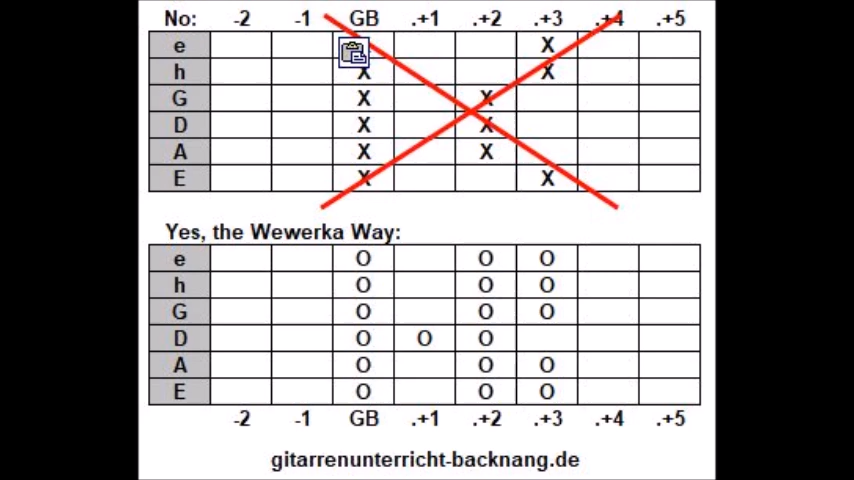 No: -2 -1 GB .+1 .+2 .+3 .+4 .+5
e X
h X X
G X X
D X X
A X X
E X X
Yes, the Wewerka Way:
e O O O
h O O O
G O O O
D O O O
A O O O
E O O O
-2 -1 GB .+1 .+2 .+3 .+4 .+5
gitarrenunterricht-backnang.de